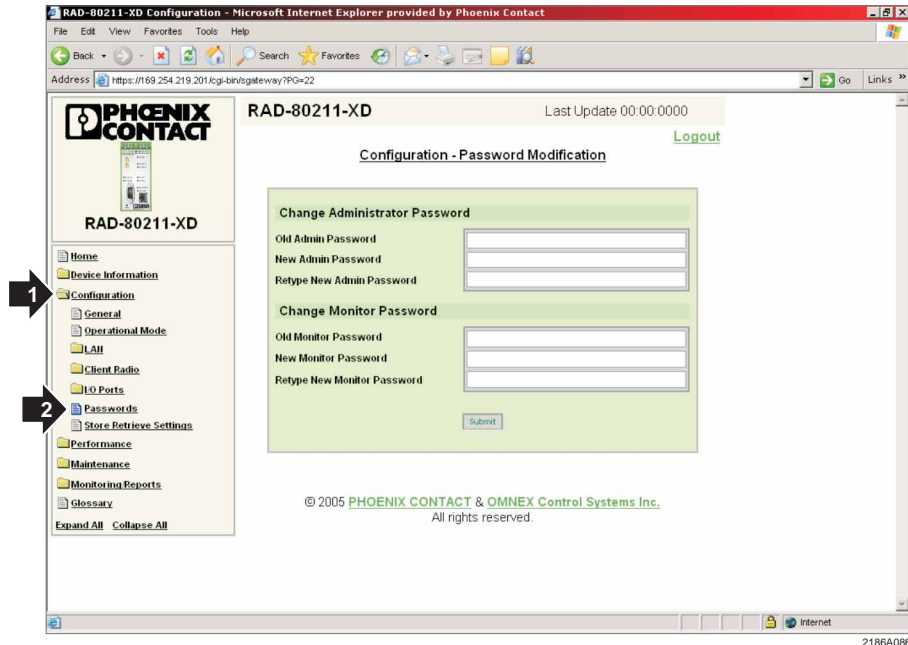 RAD-80211-XD Configuration - Microsoft Internet Explorer provided by Phoenix Contact
File Edit View Favorites Tools Help
Back Search Favorites
Address https://169.254.219.201/cgi-bin/sgateway?PG=22 Go Links »
PHŒNIX
CONTACT
RAD-80211-XD
RAD-80211-XD Last Update 00:00:0000
Logout
Configuration - Password Modification
Home
Device Information
1
Configuration
General
Operational Mode
LAN
Client Radio
I/O Ports
2
Passwords
Store Retrieve Settings
Performance
Maintenance
Monitoring/Reports
Glossary
Expand All Collapse All
Change Administrator Password
Old Admin Password
New Admin Password
Retype New Admin Password
Change Monitor Password
Old Monitor Password
New Monitor Password
Retype New Monitor Password
Submit
© 2005 PHOENIX CONTACT & OMNEX Control Systems Inc.
All rights reserved.
Internet
2186A086